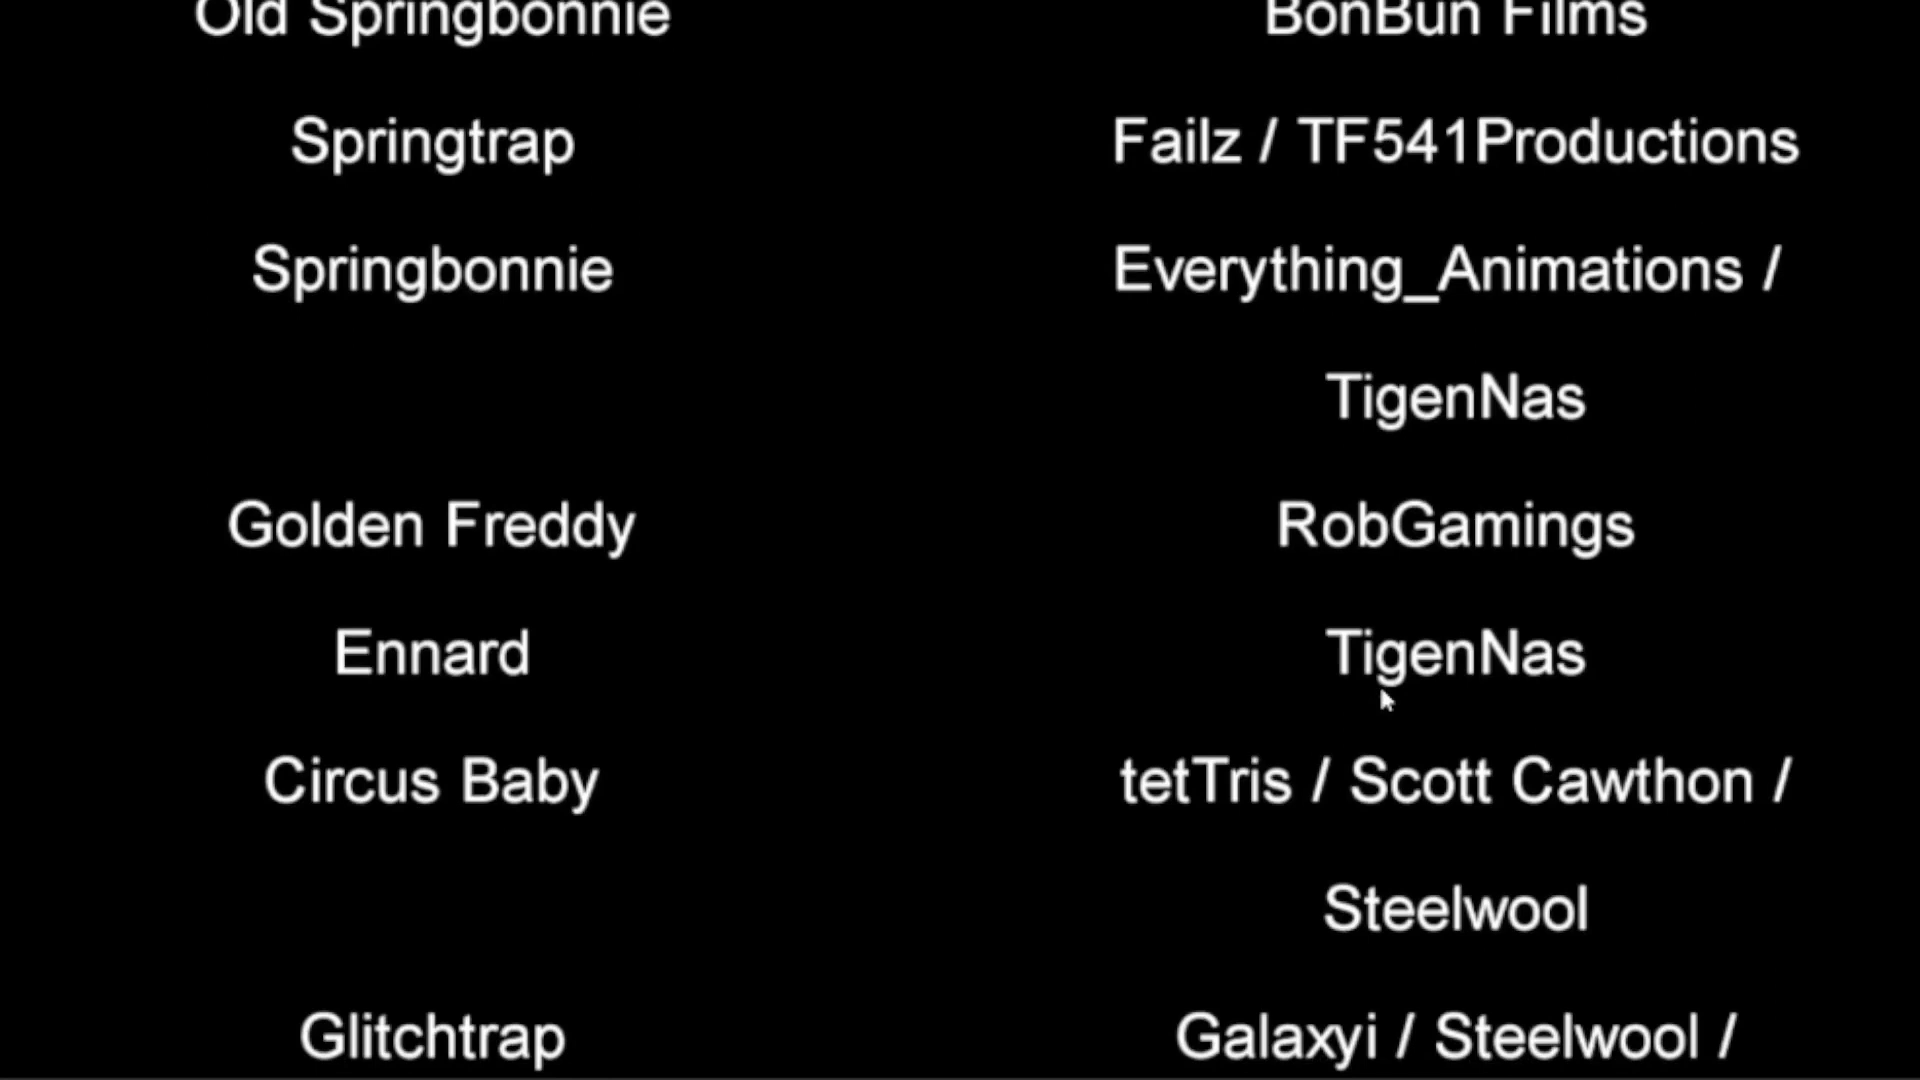 Old Springbonnie BonBun Films
Springtrap Failz / TF541Productions
Springbonnie Everything_Animations /
TigenNas
Golden Freddy RobGamings
Ennard TigenNas
Circus Baby tetTris / Scott Cawthon /
Steelwool
Glitchtrap Galaxyi / Steelwool /